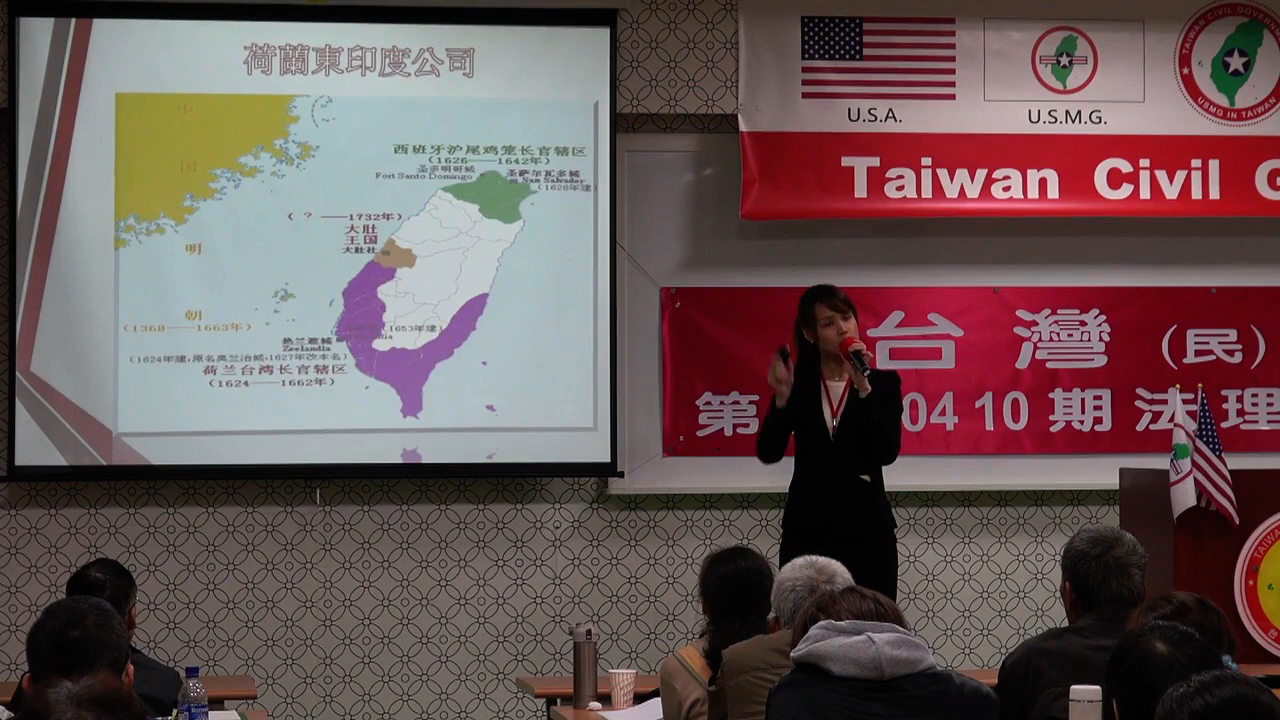 荷蘭東印度公司
中
国
明
朝
(1368——1663年)
西班牙沪尾鸡笼长官辖区
(1626——1642年)
圣多明哥城
Fort Santo Domingo
圣萨尔瓦多城
San Salvador
(1626年建)
( ? ——1732年)
大肚
王国
大肚社
1653年建)
热兰遮城
Zeelandia
(1624年建,原名奥兰治城,1627年改本名)
荷兰台湾长官辖区
(1624——1662年)
U.S.A.
U.S.M.G.
TAIWAN CIVIL GOVERN
USMG IN TAIWAN
Taiwan Civil G
台 灣 (民)
第
04 10 期 法 理